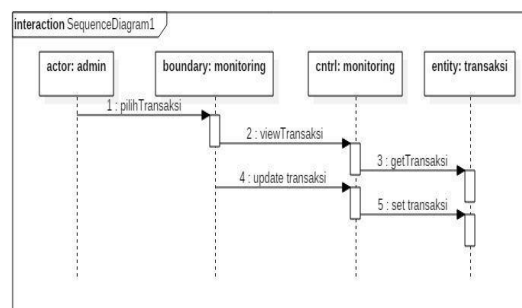 interaction SequenceDiagram1
actor: admin
boundary: monitoring
cntrl: monitoring
entity: transaksi
1 : pilihTransaksi
2 : viewTransaksi
3 : getTransaksi
4 : update transaksi
5 : set transaksi